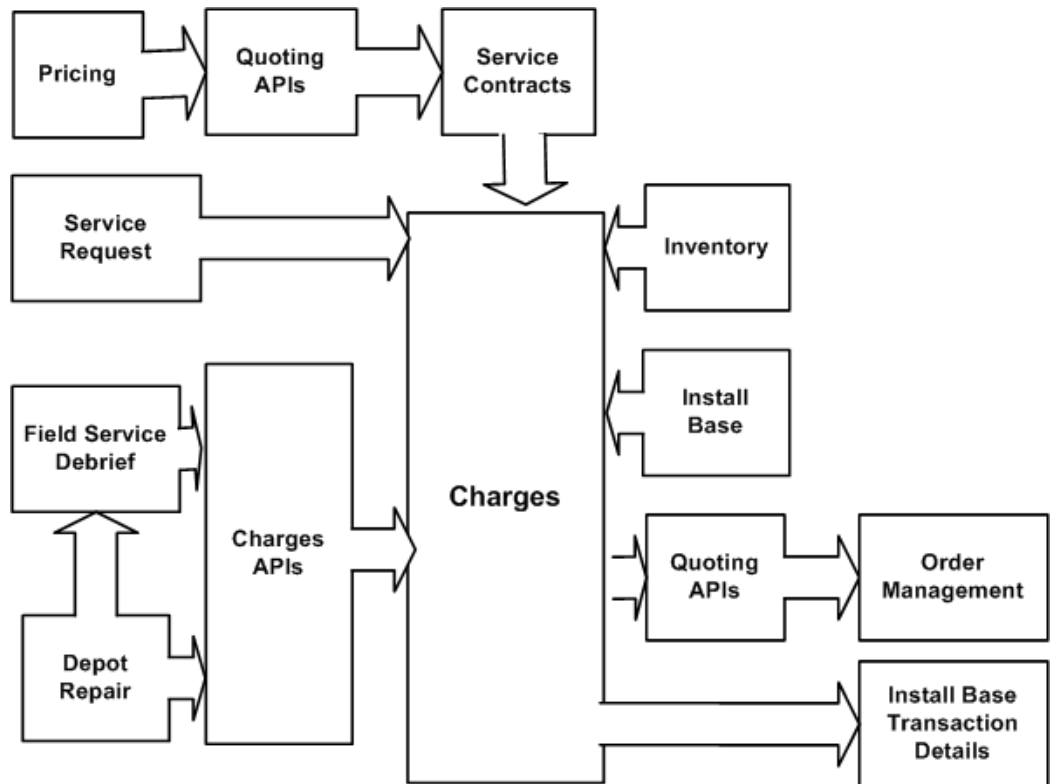 Pricing
Quoting
APIs
Service
Contracts
Service
Request
Inventory
Field Service
Debrief
Charges
APIs
Charges
Install
Base
Quoting
APIs
Order
Management
Depot
Repair
Install Base
Transaction
Details